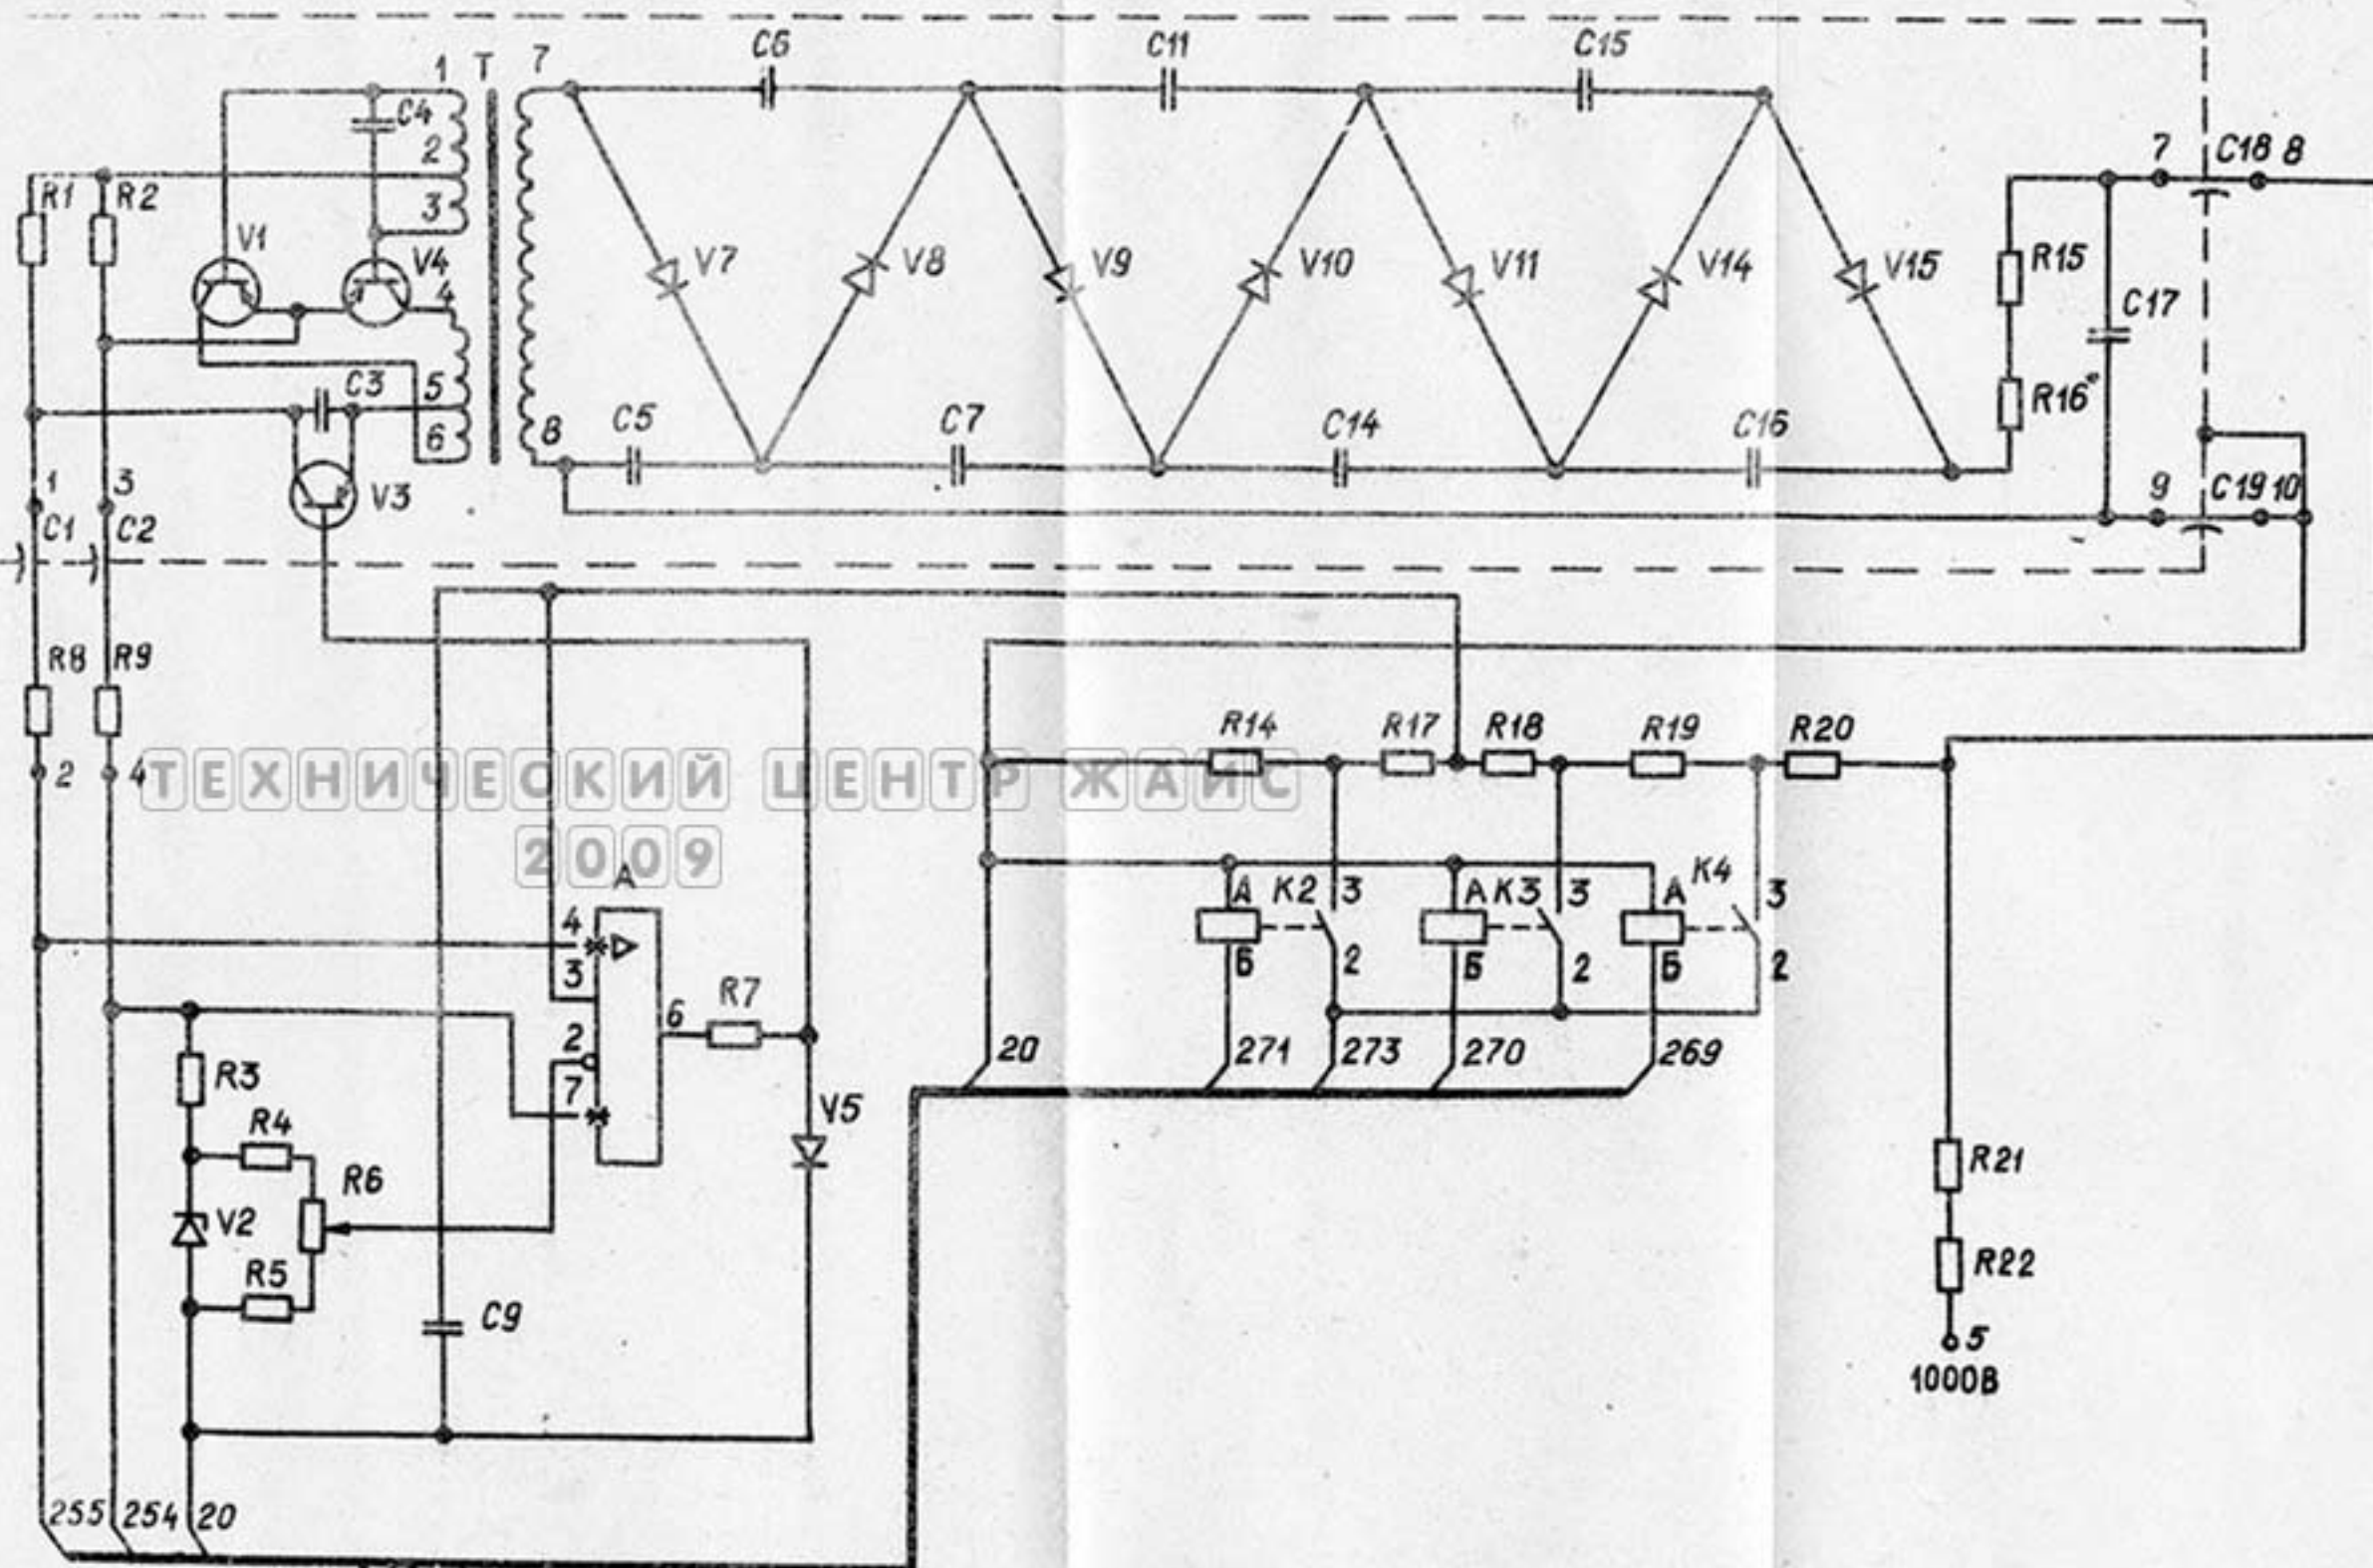 C6 C11 C15
1 T 7
C4
2
7 C18 8
R1 R2
3
V1 V4 V7 V8 V9 V10 V11 V14 V15 R15
4
C17
C3 5 R16*
6 8 C5 C7 C14 C16
1 3 V3 9 C19 10
C1 C2
R8 R9
R14 R17 R18 R19 R20
2 4 ТЕХНИЧЕСКИЙ ЦЕНТР ЖАИС
2009
A
4 А K2 3 А K3 3 А K4 3
3 Б 2 Б 2 Б 2
R7
6
2 20 271 273 270 269
R3 7
V5
R4
R6 R21
V2
R5 R22
C9
5
1000В
255 254 20